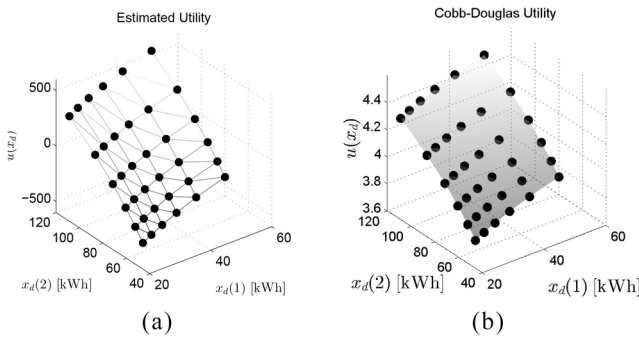 Estimated Utility
500
0
−500
u(x_d)
120
100
80
60
40
20
40
60
x_d(2) [kWh]
x_d(1) [kWh]
(a)
Cobb-Douglas Utility
4.4
4.2
4
3.8
3.6
u(x_d)
120
100
80
60
40
20
40
60
x_d(2) [kWh]
x_d(1) [kWh]
(b)